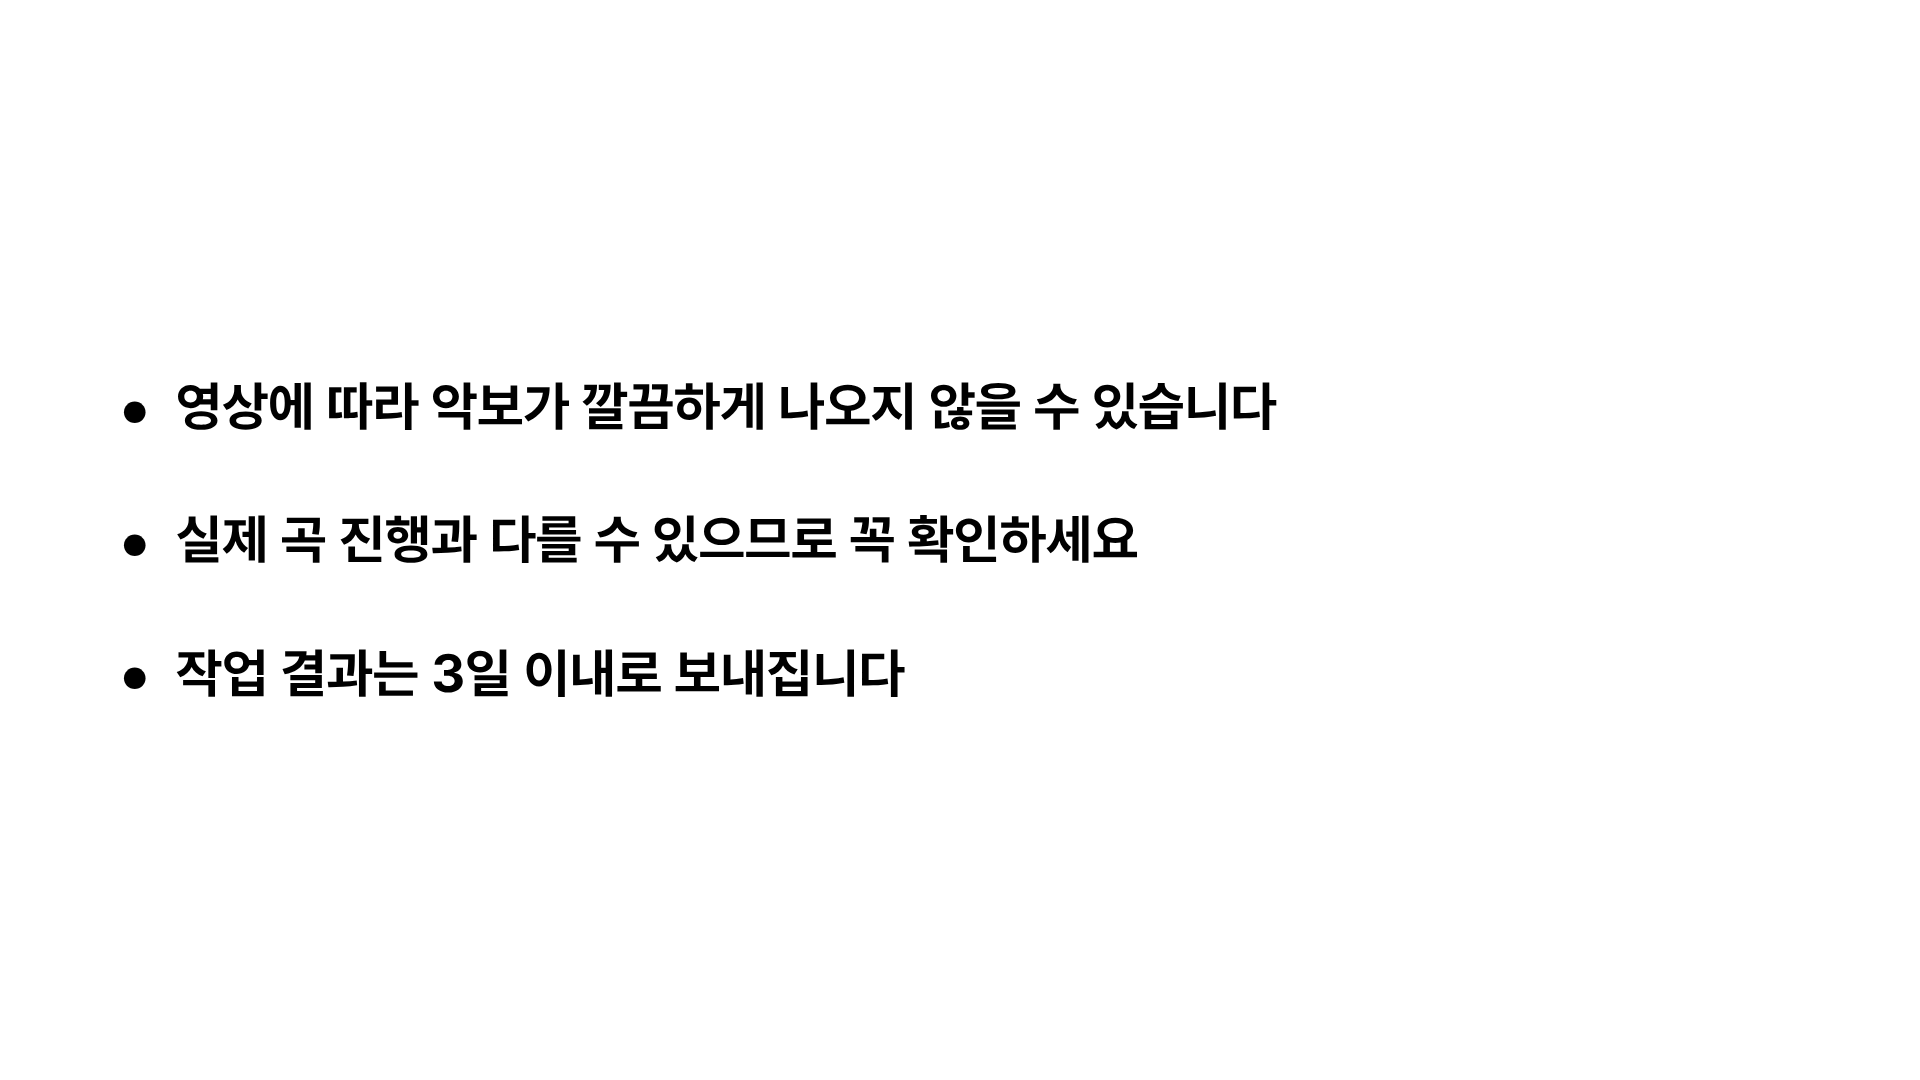 ● 영상에 따라 악보가 깔끔하게 나오지 않을 수 있습니다
● 실제 곡 진행과 다를 수 있으므로 꼭 확인하세요
● 작업 결과는 3일 이내로 보내집니다